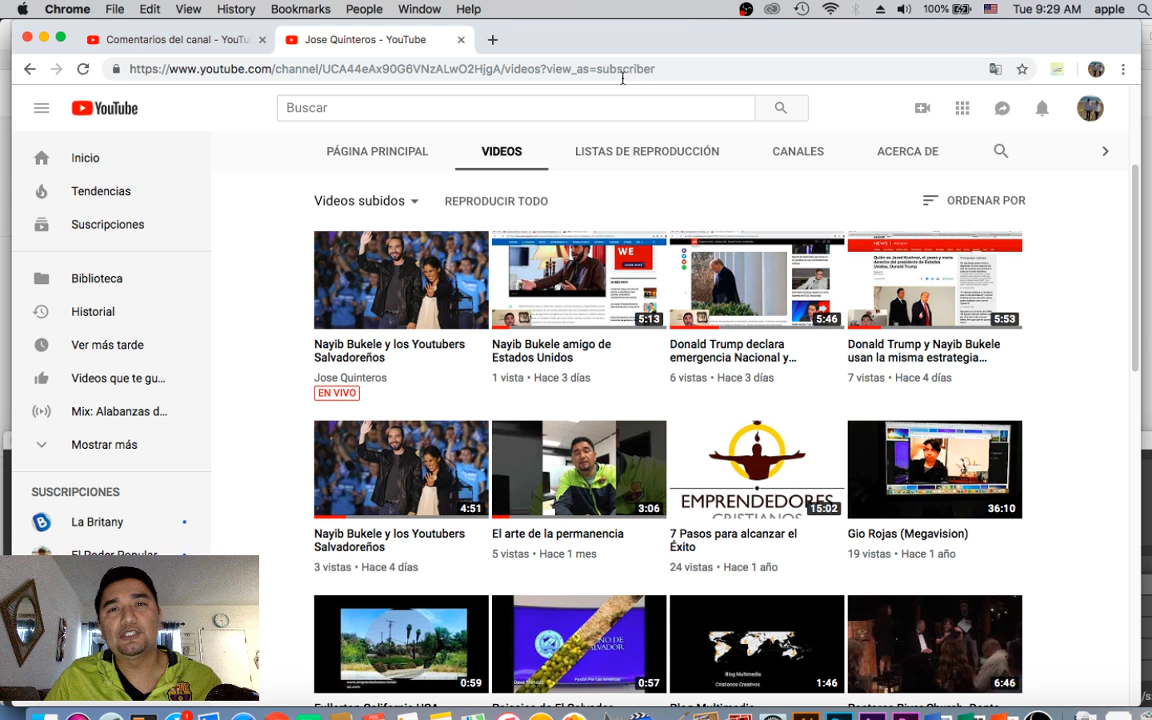 Chrome File Edit View History Bookmarks People Window Help 100% Tue 9:29 AM apple
Comentarios del canal - YouTu
Jose Quinteros - YouTube
https://www.youtube.com/channel/UCA44eAx90G6VNzALwO2HjgA/videos?view_as=subscriber
YouTube
Buscar
PÁGINA PRINCIPAL VIDEOS LISTAS DE REPRODUCCIÓN CANALES ACERCA DE
Inicio
Tendencias
Suscripciones
Biblioteca
Historial
Ver más tarde
Videos que te gu...
Mix: Alabanzas d...
Mostrar más
SUSCRIPCIONES
La Britany
El Poder Popular
Videos subidos REPRODUCIR TODO ORDENAR POR
WE
5:13
5:46
5:53
Nayib Bukele y los Youtubers
Salvadoreños
Jose Quinteros
EN VIVO
Nayib Bukele amigo de
Estados Unidos
1 vista • Hace 3 días
Donald Trump declara
emergencia Nacional y...
6 vistas • Hace 3 días
Donald Trump y Nayib Bukele
usan la misma estrategia...
7 vistas • Hace 4 días
4:51
3:06
EMPRENDEDORES
CRISTIANOS
15:02
36:10
Nayib Bukele y los Youtubers
Salvadoreños
3 vistas • Hace 4 días
El arte de la permanencia
5 vistas • Hace 1 mes
7 Pasos para alcanzar el
Éxito
24 vistas • Hace 1 año
Gio Rojas (Megavision)
19 vistas • Hace 1 año
0:59
0:57
Blog Multimedia
Cristianos Creativos
1:46
6:46